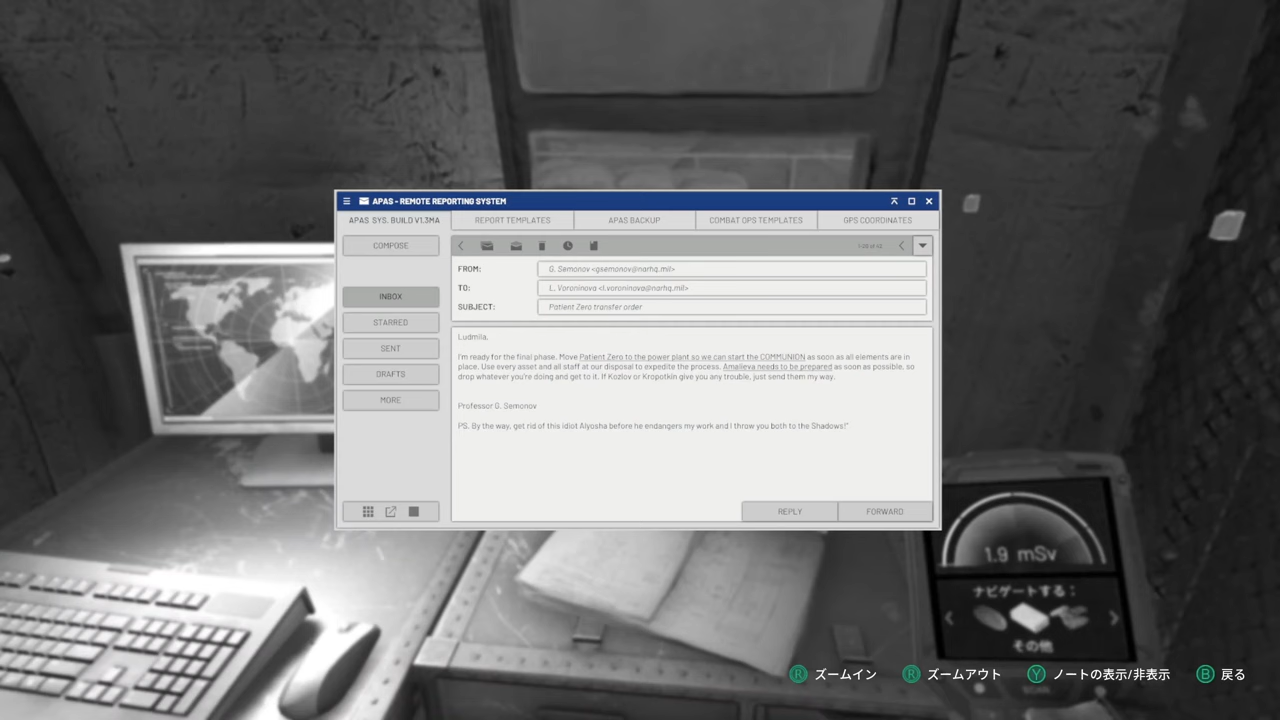 APAS - REMOTE REPORTING SYSTEM
APAS SYS. BUILD V1.3MA
REPORT TEMPLATES
APAS BACKUP
COMBAT OPS TEMPLATES
GPS COORDINATES
COMPOSE
INBOX
STARRED
SENT
DRAFTS
MORE
FROM: G. Semonov <gsemonov@narhq.mil>
TO: L. Voroninova <l.voroninova@narhq.mil>
SUBJECT: Patient Zero transfer order
Ludmila,
I'm ready for the final phase. Move Patient Zero to the power plant so we can start the COMMUNION as soon as all elements are in
place. Use every asset and all staff at our disposal to expedite the process. Amalieva needs to be prepared as soon as possible, so
drop whatever you're doing and get to it. If Kozlov or Kropotkin give you any trouble, just send them my way.
Professor G. Semonov
PS. By the way, get rid of this idiot Alyosha before he endangers my work and I throw you both to the Shadows!"
REPLY
FORWARD
1.9 mSv
ナビゲートする：
その他
R ズームイン
R ズームアウト
Y ノートの表示/非表示
B 戻る